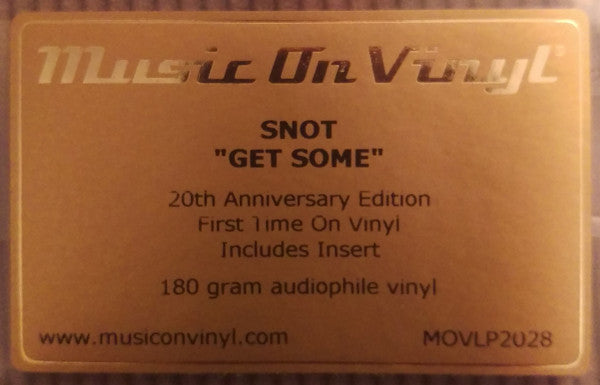 Music On Vinyl®
SNOT
"GET SOME"
20th Anniversary Edition
First Time On Vinyl
Includes Insert
180 gram audiophile vinyl
www.musiconvinyl.com MOVLP2028